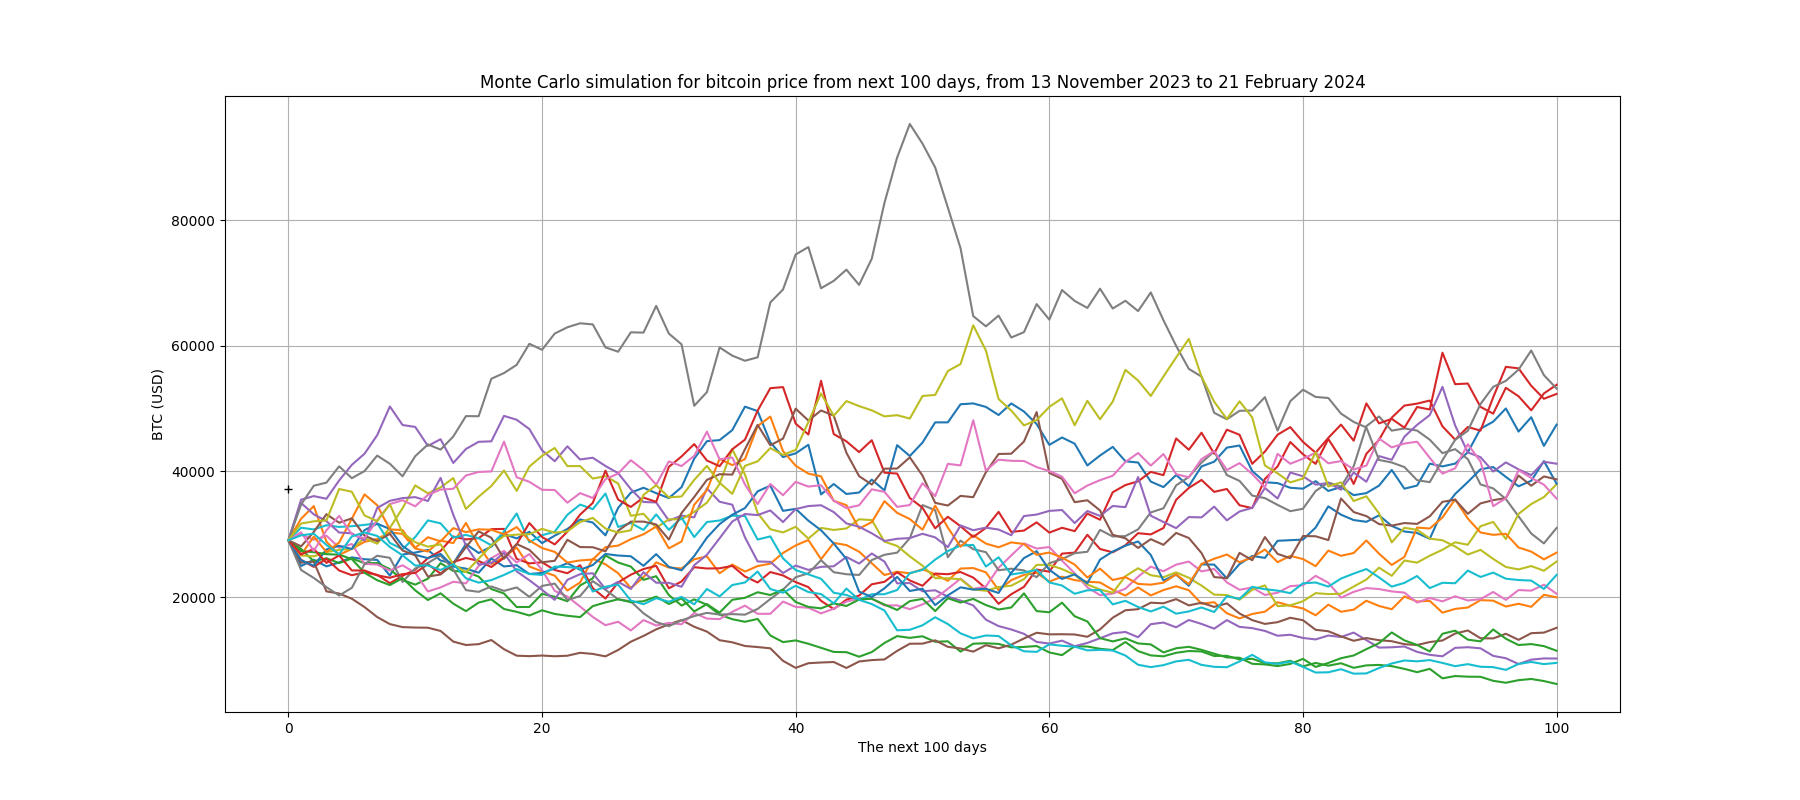 Monte Carlo simulation for bitcoin price from next 100 days, from 13 November 2023 to 21 February 2024
80000
60000
40000
20000
BTC (USD)
0 20 40 60 80 100
The next 100 days